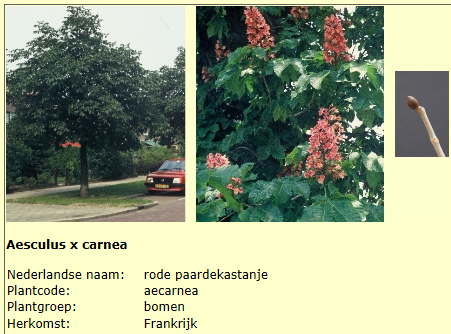 Aesculus x carnea
Nederlandse naam: rode paardekastanje
Plantcode: aecarnea
Plantgroep: bomen
Herkomst: Frankrijk